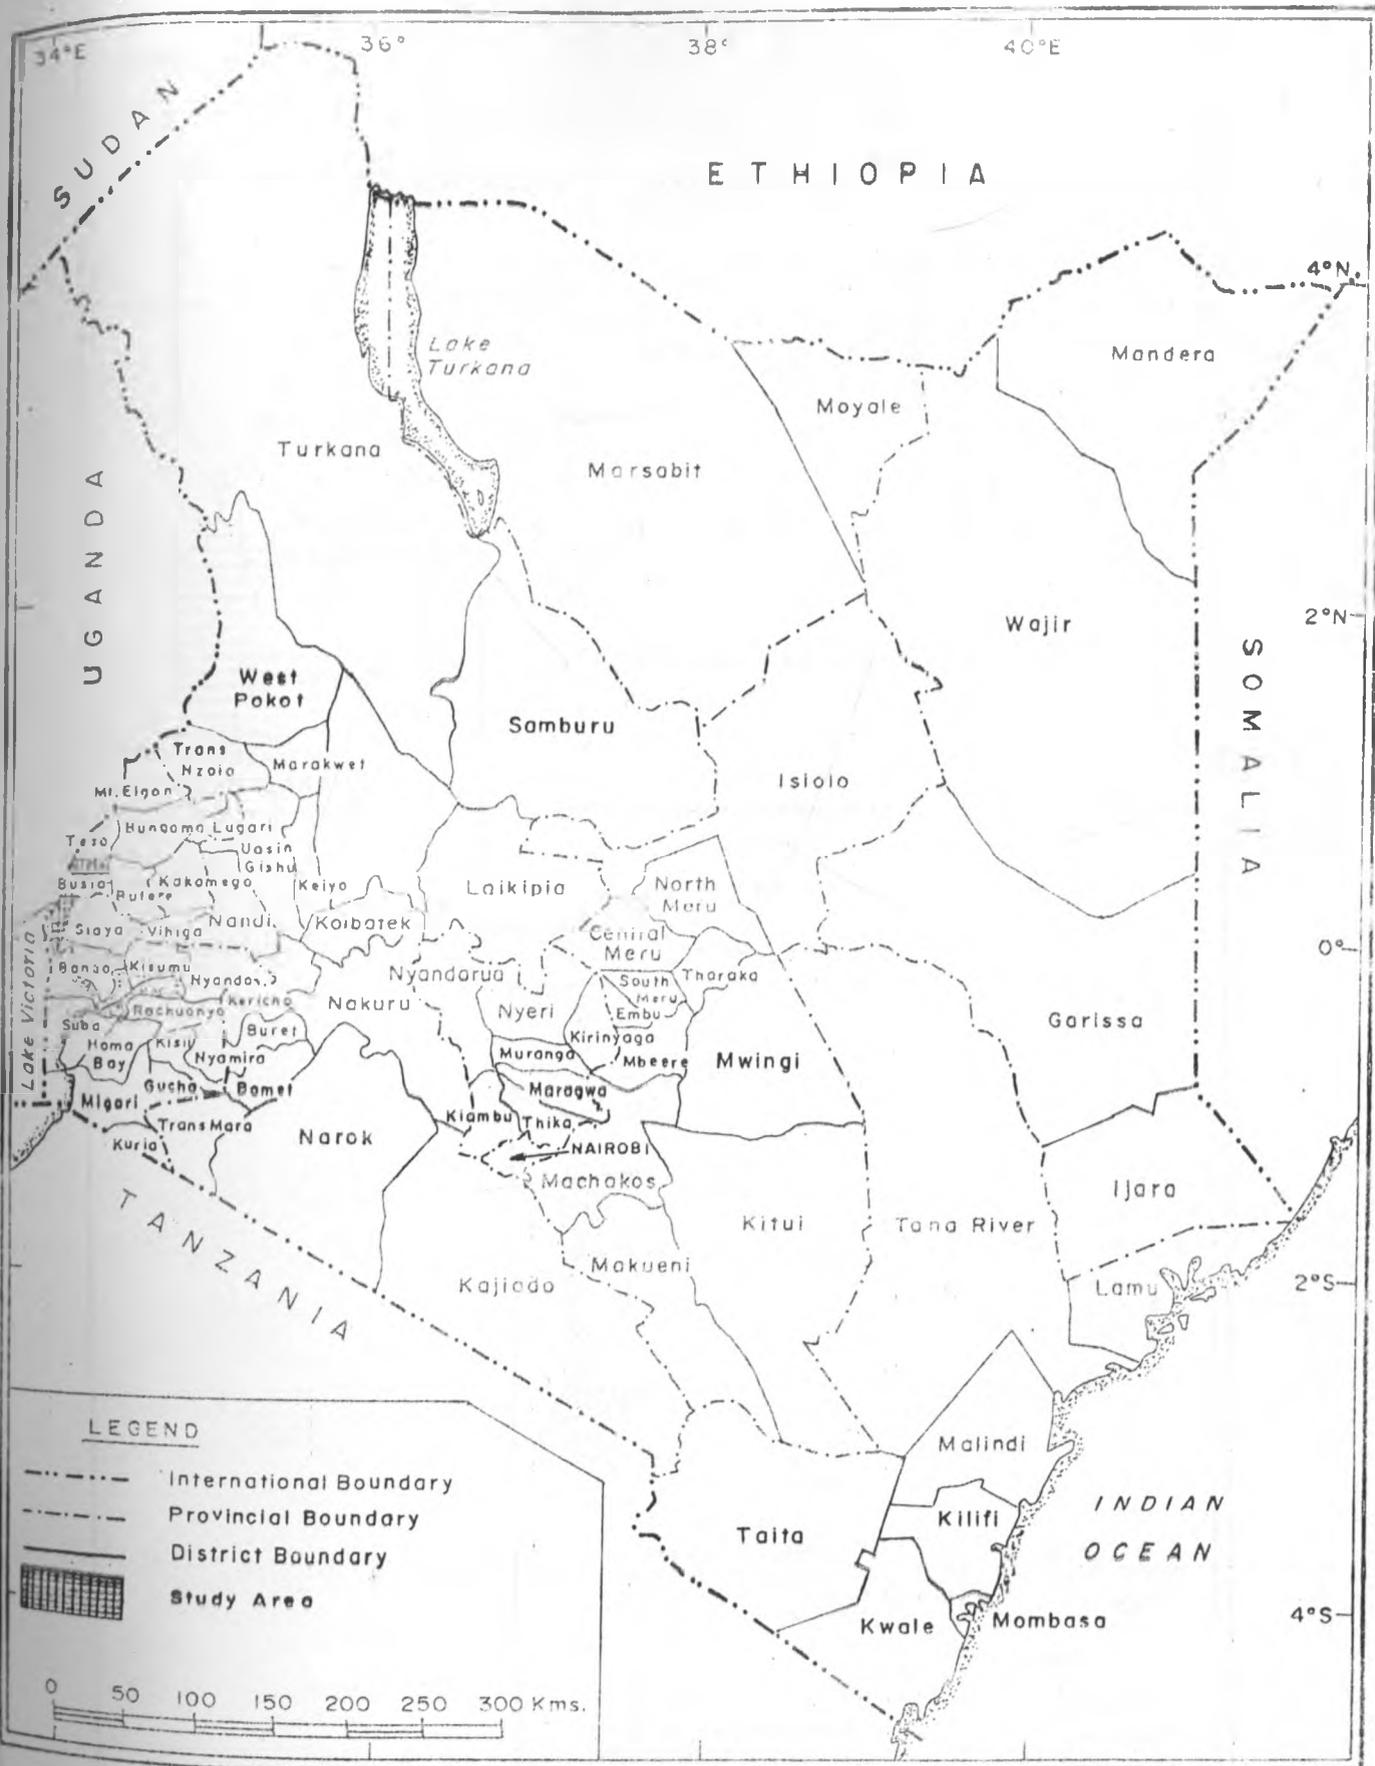 34°E 36° 38° 40°E
SUDAN
ETHIOPIA
4°N
Mandera
Lake
Turkana
Moyale
Turkana
Marsabit
UGANDA
2°N
Wajir
SOMALIA
West
Pokot
Samburu
Trans
Nzoia
Marakwet
Isiolo
Mt. Elgon
Bungoma Lugari
Teso
Uasin
Gishu
Busia
Kakamega
Keiyo
Laikipia
North
Meru
Butere
Siaya
Vihiga
Nandi
Koibatek
Central
Meru
0°
Lake Victoria
Bondo
Kisumu
Nyando
Nyandarua
South
Meru
Tharaka
Rachuonyo
Kericho
Nakuru
Nyeri
Embu
Garissa
Suba
Buret
Homa
Bay
Kisii
Nyamira
Kirinyaga
Muranga
Mbeere
Mwingi
Gucha
Bomet
Maragwa
Migori
Kiambu
Thika
TransMara
Kuria
Narok
NAIROBI
Machakos
Ijara
TANZANIA
Kitui
Tana River
Makueni
Kajiado
Lamu
2°S
LEGEND
International Boundary
Provincial Boundary
District Boundary
Study Area
Malindi
INDIAN
OCEAN
Kilifi
Taita
Kwale
Mombasa
4°S
0 50 100 150 200 250 300 Kms.